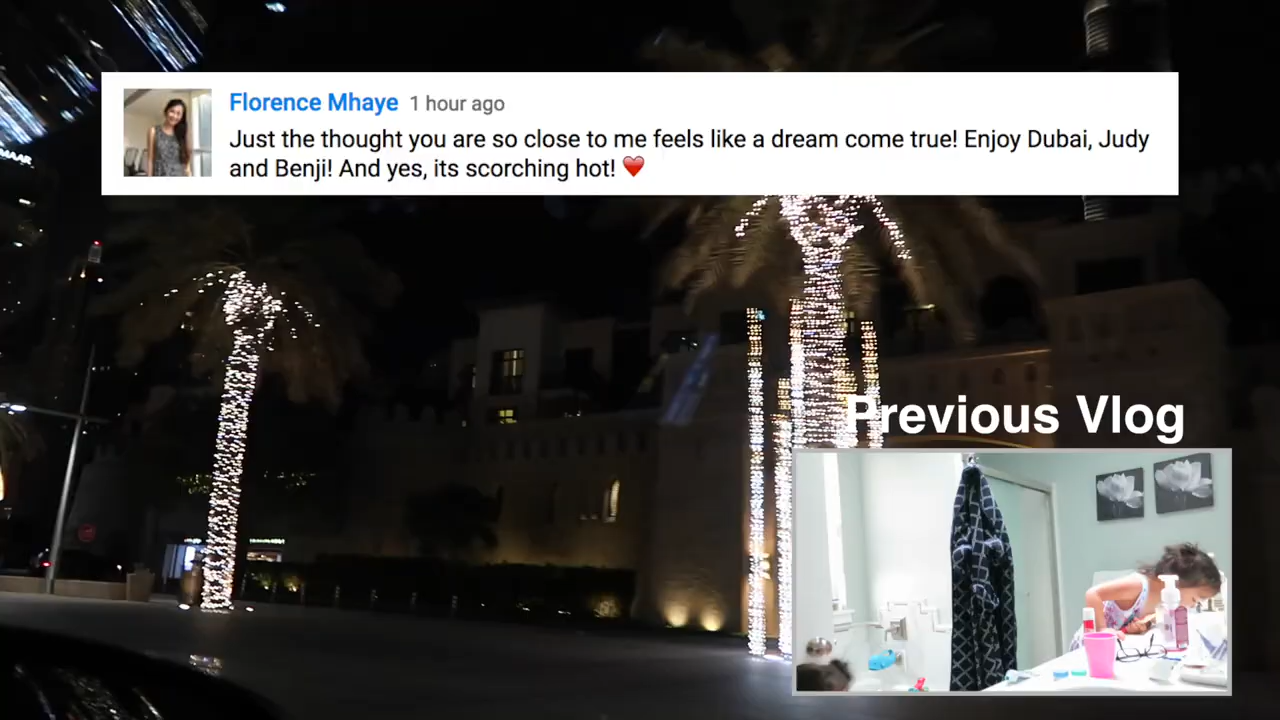 Florence Mhaye 1 hour ago
Just the thought you are so close to me feels like a dream come true! Enjoy Dubai, Judy
and Benji! And yes, its scorching hot! ❤️
Previous Vlog